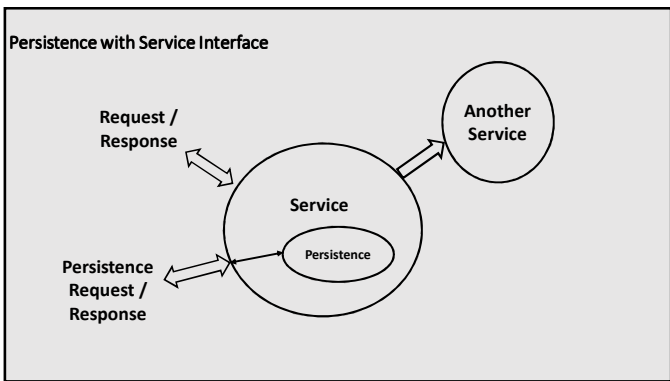 Persistence with Service Interface
Request /
Response
Another
Service
Service
Persistence
Persistence
Request /
Response